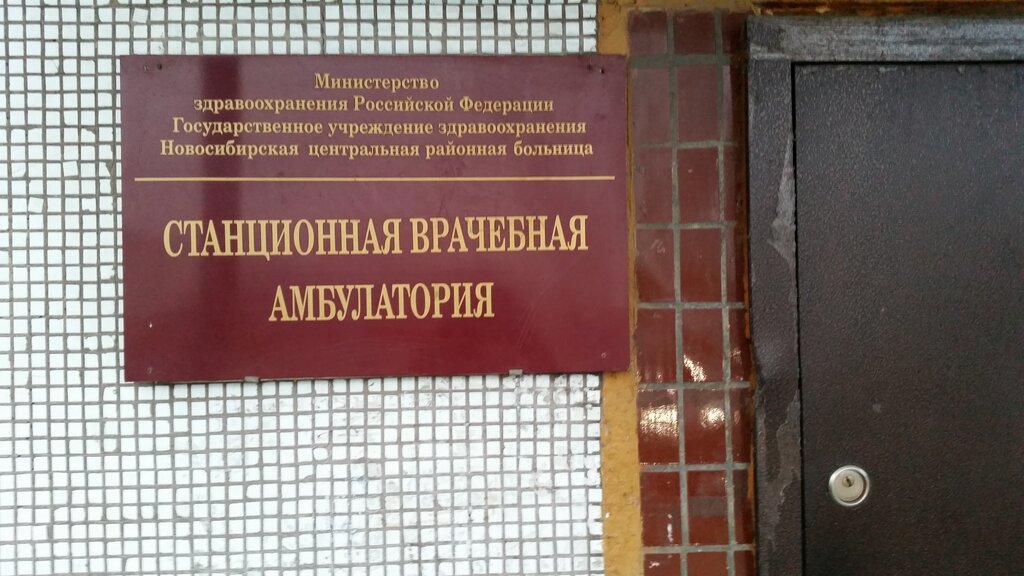 Министерство
здравоохранения Российской Федерации
Государственное учреждение здравоохранения
Новосибирская центральная районная больница
СТАНЦИОННАЯ ВРАЧЕБНАЯ
АМБУЛАТОРИЯ